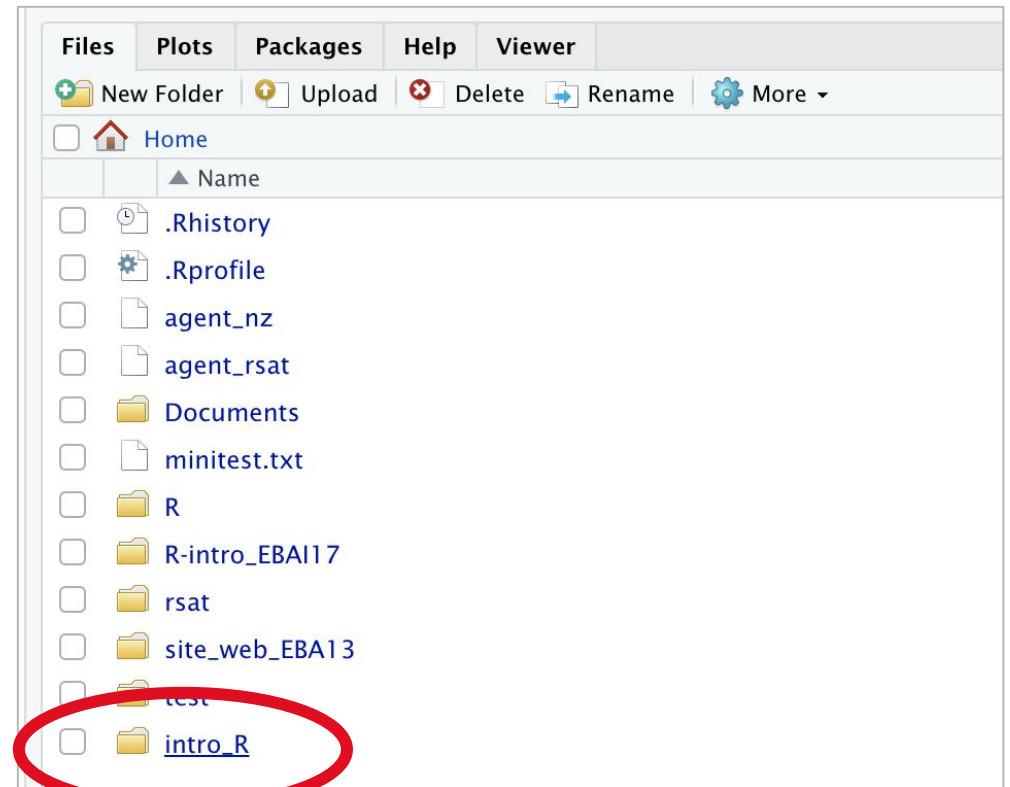 Files Plots Packages Help Viewer
New Folder Upload Delete Rename More
Home
Name
.Rhistory
.Rprofile
agent_nz
agent_rsat
Documents
minitest.txt
R
R-intro_EBAI17
rsat
site_web_EBA13
test
intro_R